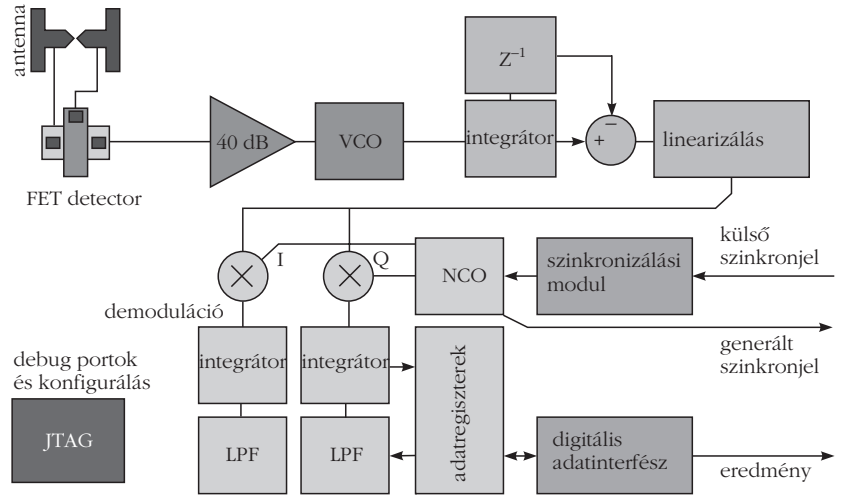 antenna
FET detector
40 dB
VCO
Z⁻¹
integrátor
+
−
linearizálás
I
Q
demoduláció
NCO
szinkronizálási
modul
külső
szinkronjel
generált
szinkronjel
integrátor
integrátor
adatregiszterek
LPF
LPF
digitális
adatinterfész
eredmény
debug portok
és konfigurálás
JTAG